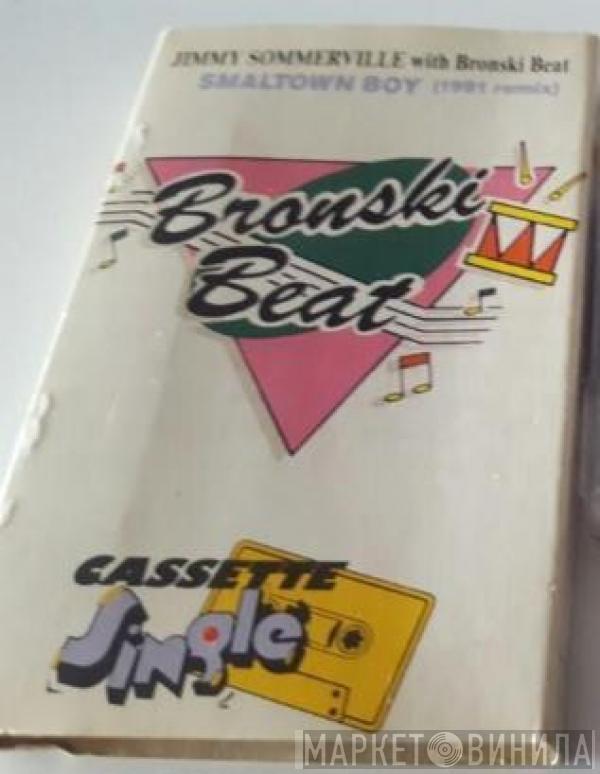 JIMMY SOMMERVILLE with Bronski Beat
SMALTOWN BOY (1991 remix)
Bronski
Beat
CASSETTE
Single
МАРКЕТ ВИНИЛА